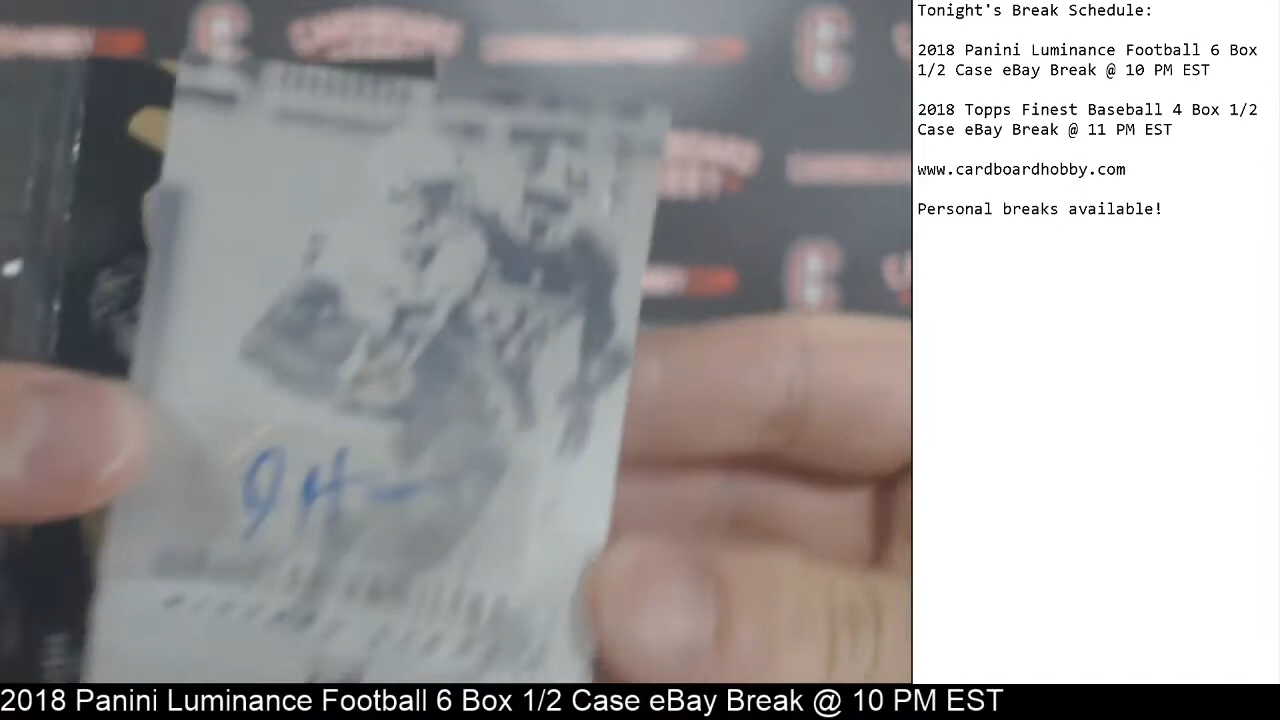 Tonight's Break Schedule:
2018 Panini Luminance Football 6 Box
1/2 Case eBay Break @ 10 PM EST
2018 Topps Finest Baseball 4 Box 1/2
Case eBay Break @ 11 PM EST
www.cardboardhobby.com
Personal breaks available!
2018 Panini Luminance Football 6 Box 1/2 Case eBay Break @ 10 PM EST